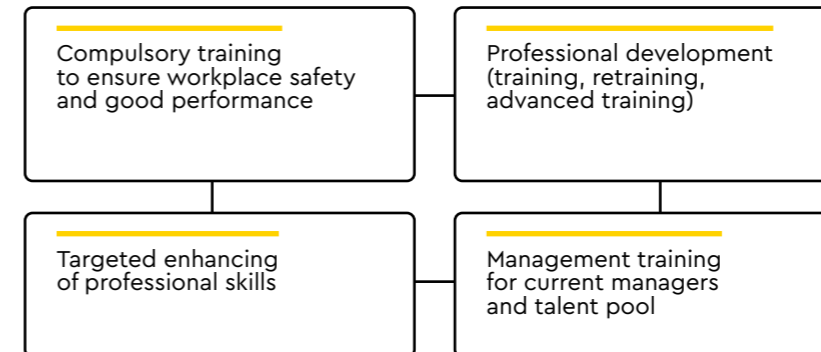 Compulsory training
to ensure workplace safety
and good performance
Professional development
(training, retraining,
advanced training)
Targeted enhancing
of professional skills
Management training
for current managers
and talent pool